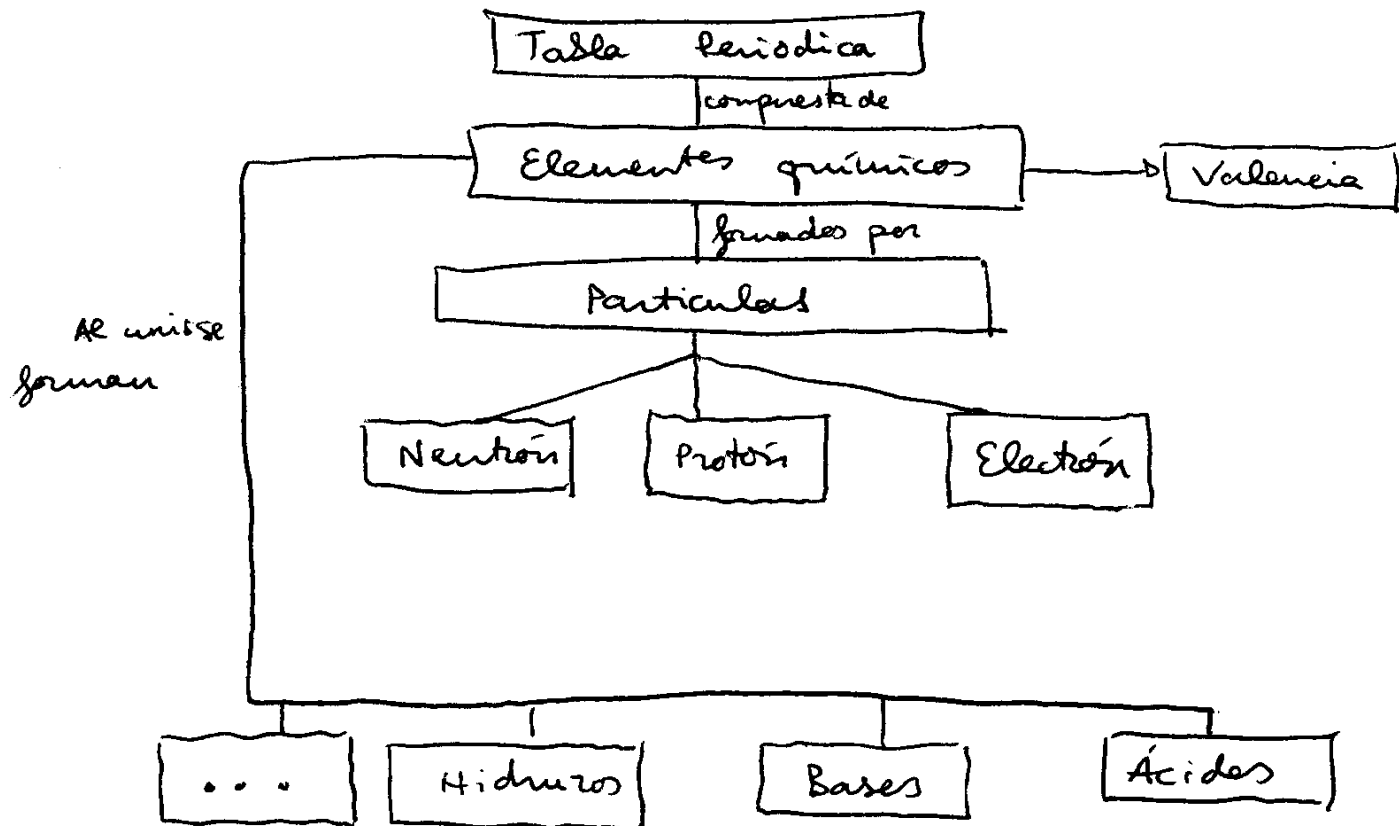 Tabla Periodica
compuesta de
Elementos químicos
Valencia
formados por
Particulas
Al unirse
forman
Neutrón
Protón
Electrón
...
Hidruros
Bases
Ácidos